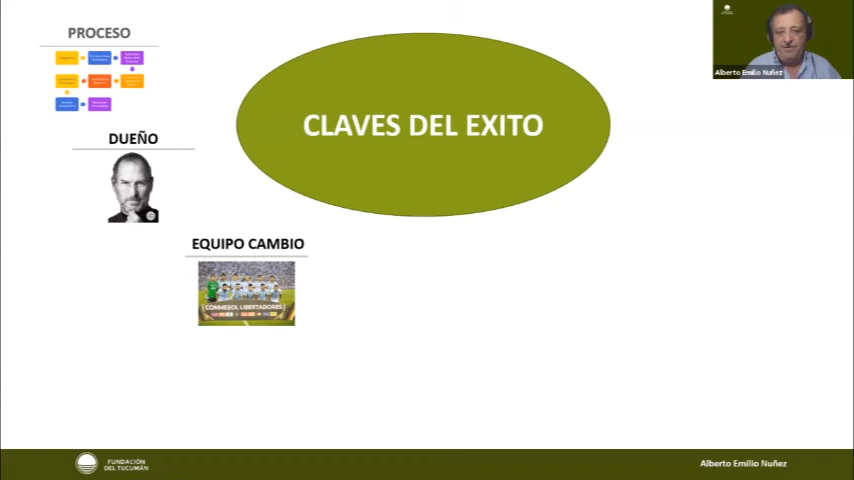 PROCESO
CLAVES DEL EXITO
Alberto Emilio Nuñez
DUEÑO
EQUIPO CAMBIO
CONMEBOL LIBERTADORES
FUNDACIÓN
DEL TUCUMÁN
Alberto Emilio Nuñez